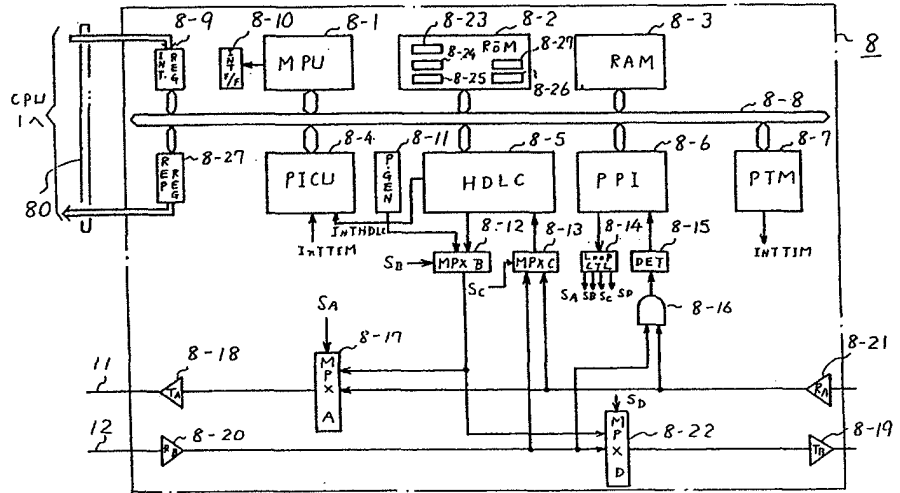 8-9
8-10
8-1
8-23
8-2
8-3
8
INT. REG
INT F/F
MPU
8-24
8-25
ROM
8-27
8-26
RAM
CPU
1A
8-8
80
REP REG
8-27
8-4
8-11
8-5
8-6
8-7
PICU
P.GEN
HDLC
PPI
PTM
INTTIM
INTHDLC
8-12
8-13
8-14
8-15
INTTIM
SB
MPX B
SC
MPX C
LOOP CTL
DET
SA SB SC SD
8-16
SA
8-17
11
8-18
TA
MPX A
8-21
RA
12
8-20
RB
SD
MPX D
8-22
8-19
TB